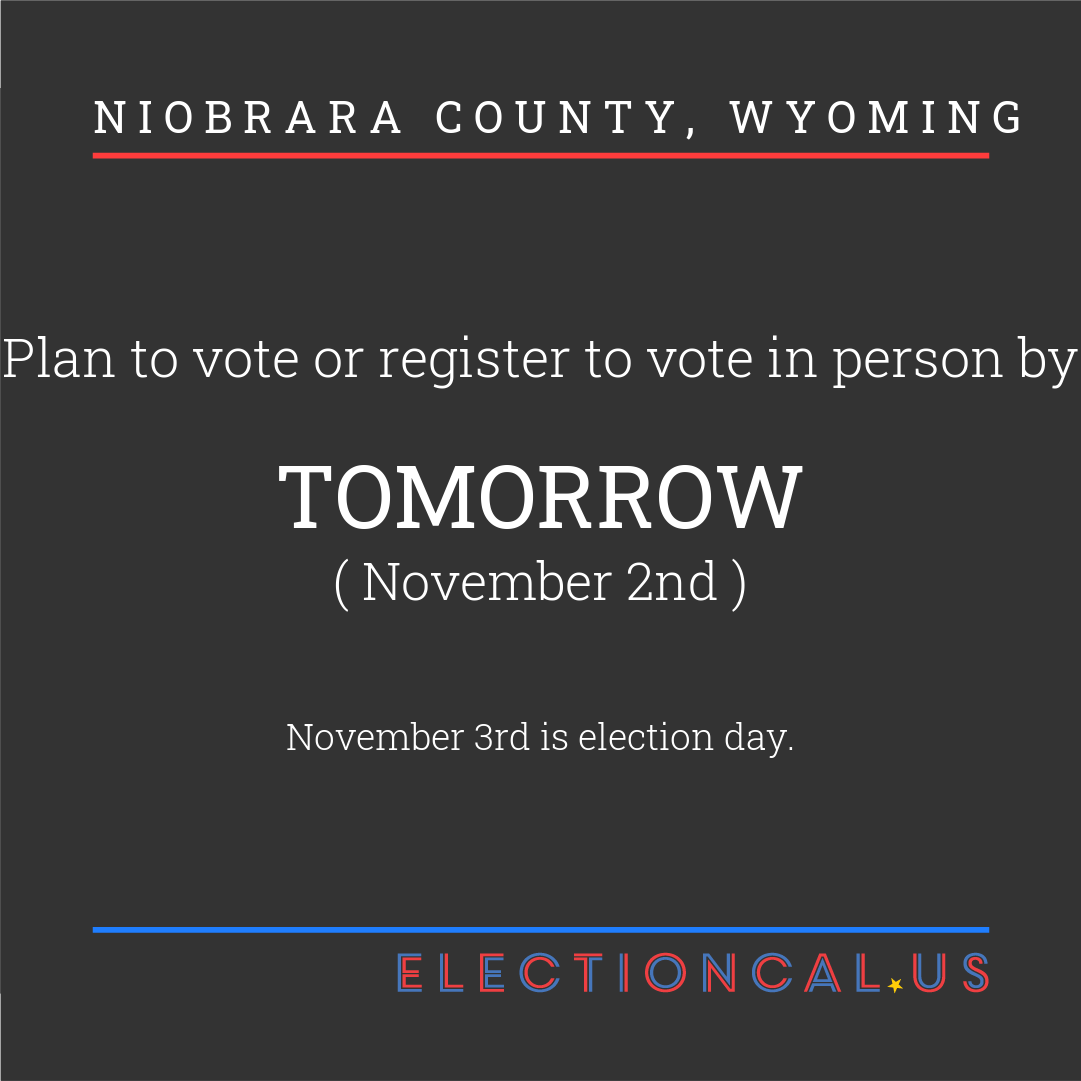 NIOBRARA COUNTY, WYOMING
Plan to vote or register to vote in person by
TOMORROW
( November 2nd )
November 3rd is election day.
ELECTIONCAL.US